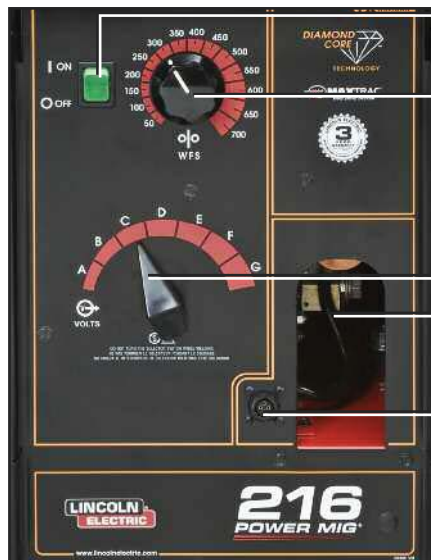 ON
OFF
50
100
150
200
250
300
350
400
450
500
550
600
650
700
WFS
DIAMOND
CORE
TECHNOLOGY
MAXTRAC
3
A
B
C
D
E
F
G
VOLTS
LINCOLN
ELECTRIC
216
POWER MIG
www.lincolnelectric.com